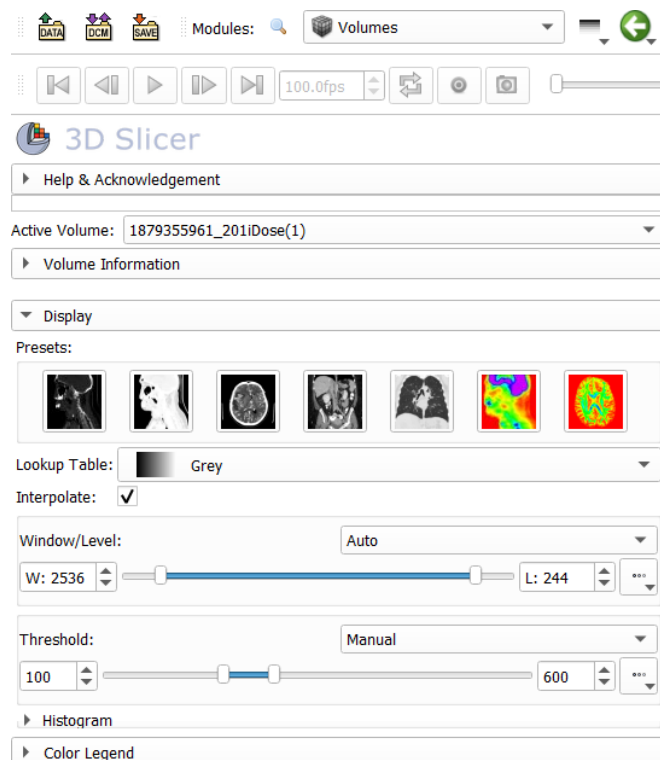 DATA DCM SAVE Modules: Volumes
100.0fps
3D Slicer
Help & Acknowledgement
Active Volume: 1879355961_201iDose(1)
Volume Information
Display
Presets:
Lookup Table: Grey
Interpolate:
Window/Level: Auto
W: 2536 L: 244
Threshold: Manual
100 600
Histogram
Color Legend